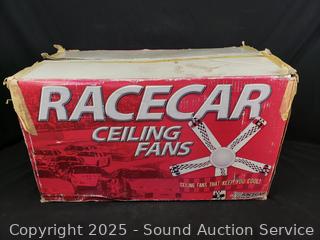 RACECAR
CEILING
FANS
CEILING FANS THAT KEEP YOU COOL!
Copyright © 2025 - Sound Auction Service